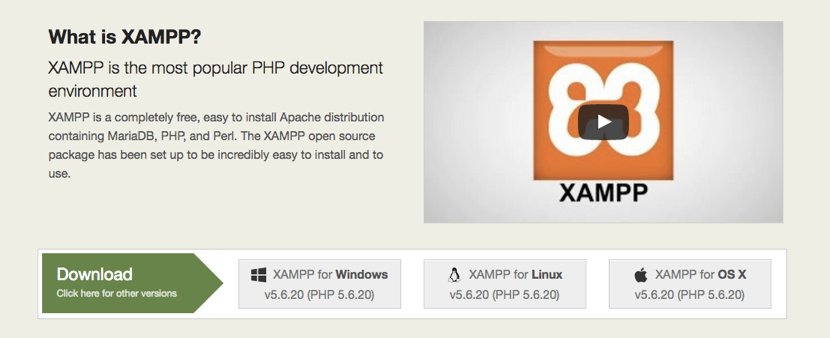 What is XAMPP?
XAMPP is the most popular PHP development
environment
XAMPP is a completely free, easy to install Apache distribution
containing MariaDB, PHP, and Perl. The XAMPP open source
package has been set up to be incredibly easy to install and to
use.
XAMPP
Download
Click here for other versions
XAMPP for Windows
v5.6.20 (PHP 5.6.20)
XAMPP for Linux
v5.6.20 (PHP 5.6.20)
XAMPP for OS X
v5.6.20 (PHP 5.6.20)